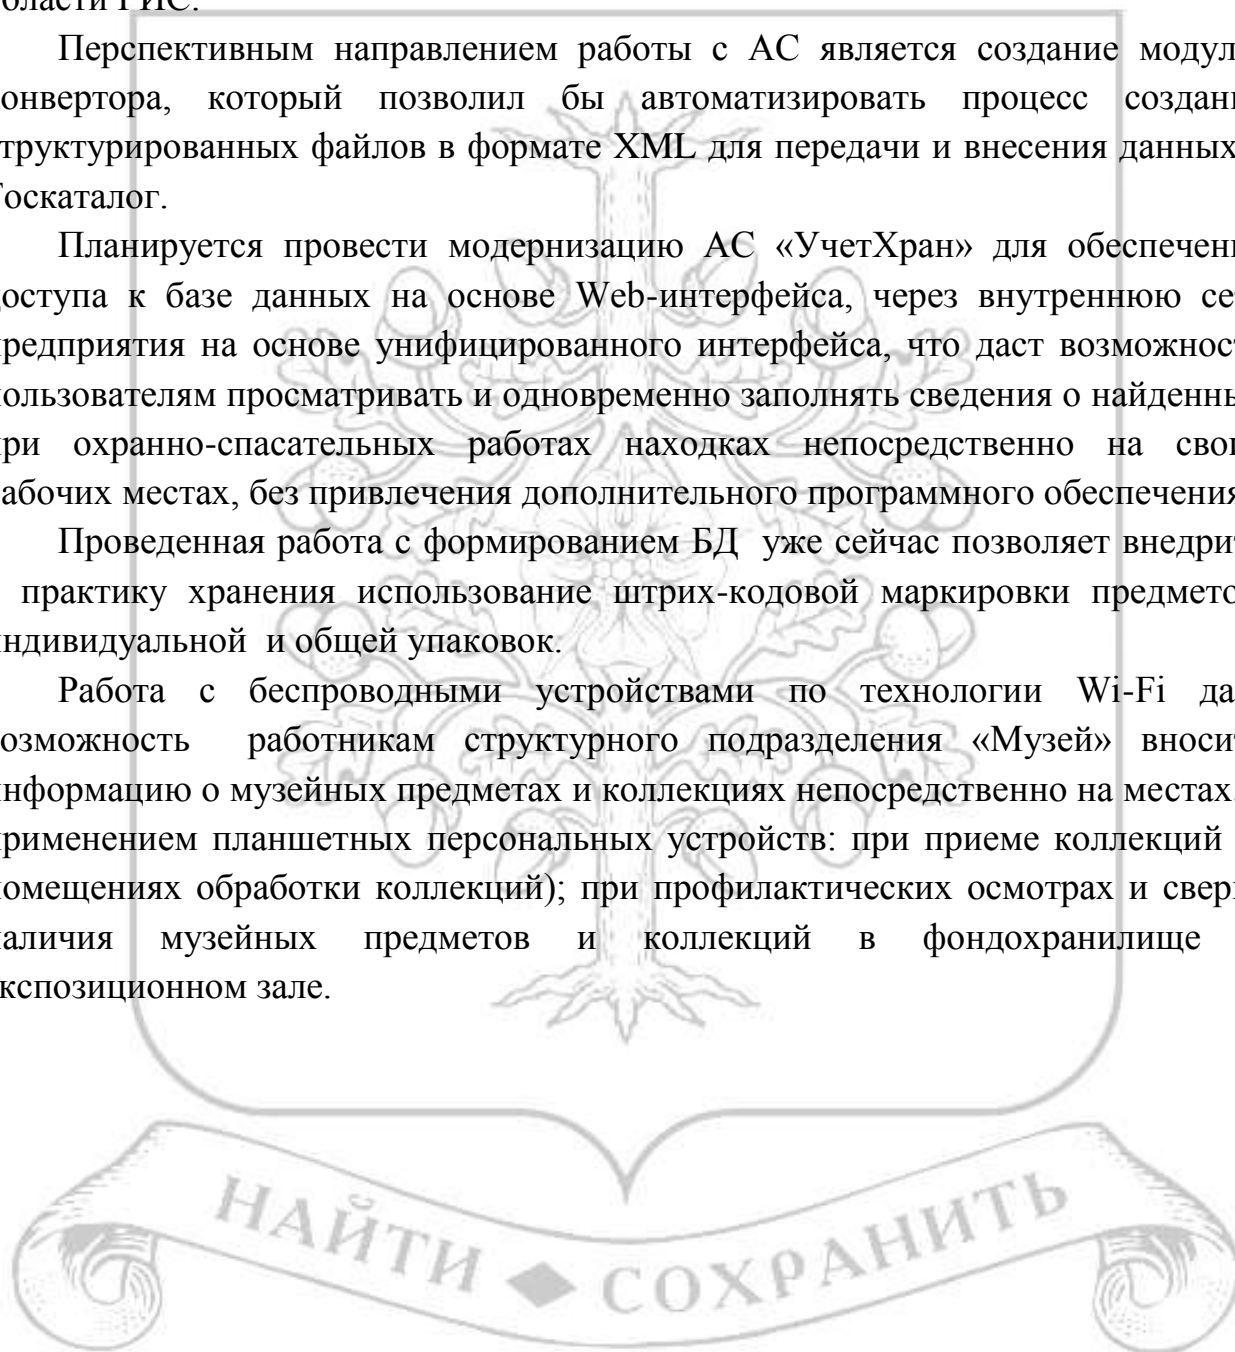 области ГИС.
Перспективным направлением работы с АС является создание модул
онвертора, который позволил бы автоматизировать процесс создани
труктурированных файлов в формате XML для передачи и внесения данных
Госкаталог.
Планируется провести модернизацию АС «УчетХран» для обеспечени
доступа к базе данных на основе Web-интерфейса, через внутреннюю сет
предприятия на основе унифицированного интерфейса, что даст возможност
пользователям просматривать и одновременно заполнять сведения о найденны
при охранно-спасательных работах находках непосредственно на свои
рабочих местах, без привлечения дополнительного программного обеспечения
Проведенная работа с формированием БД уже сейчас позволяет внедрит
практику хранения использование штрих-кодовой маркировки предмето
индивидуальной и общей упаковок.
Работа с беспроводными устройствами по технологии Wi-Fi да
возможность работникам структурного подразделения «Музей» вносит
информацию о музейных предметах и коллекциях непосредственно на местах.
применением планшетных персональных устройств: при приеме коллекций
помещениях обработки коллекций); при профилактических осмотрах и сверк
наличия музейных предметов и коллекций в фондохранилище
экспозиционном зале.
НАЙТИ ◆ СОХРАНИТЬ